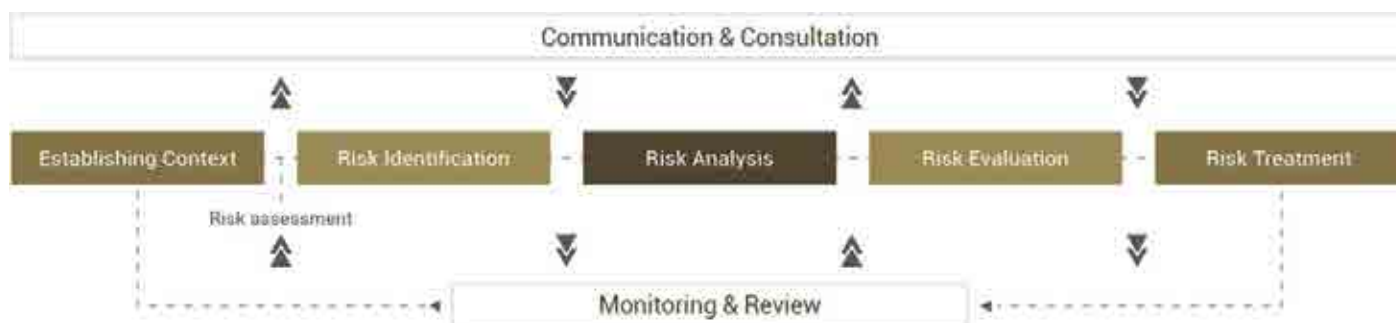 Communication & Consultation
Establishing Context
Risk Identification
Risk Analysis
Risk Evaluation
Risk Treatment
Risk assessment
Monitoring & Review